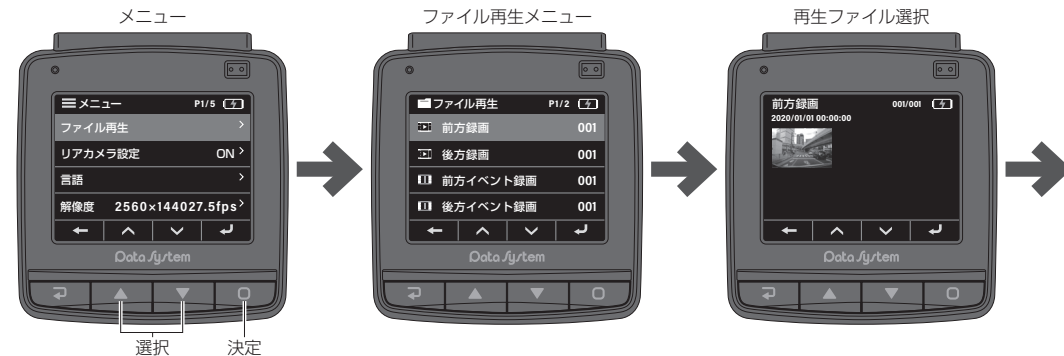 メニュー
メニュー P1/5
ファイル再生
リアカメラ設定 ON
言語
解像度 2560×144027.5fps
Data System
選択 決定
ファイル再生メニュー
ファイル再生 P1/2
前方録画 001
後方録画 001
前方イベント録画 001
後方イベント録画 001
Data System
再生ファイル選択
前方録画 001/001
2020/01/01 00:00:00
Data System